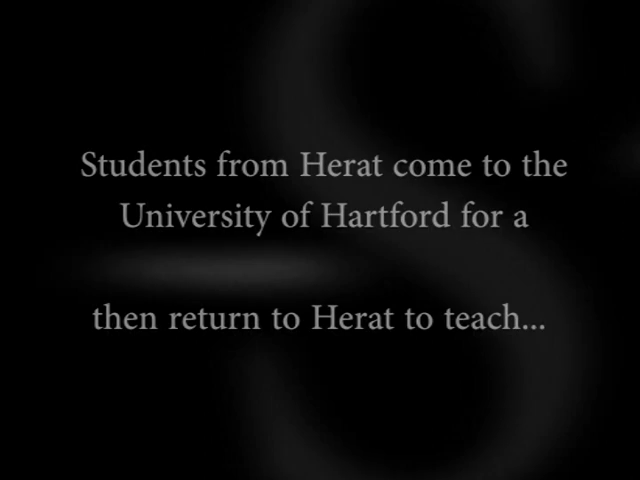 Students from Herat come to the
University of Hartford for a
then return to Herat to teach...